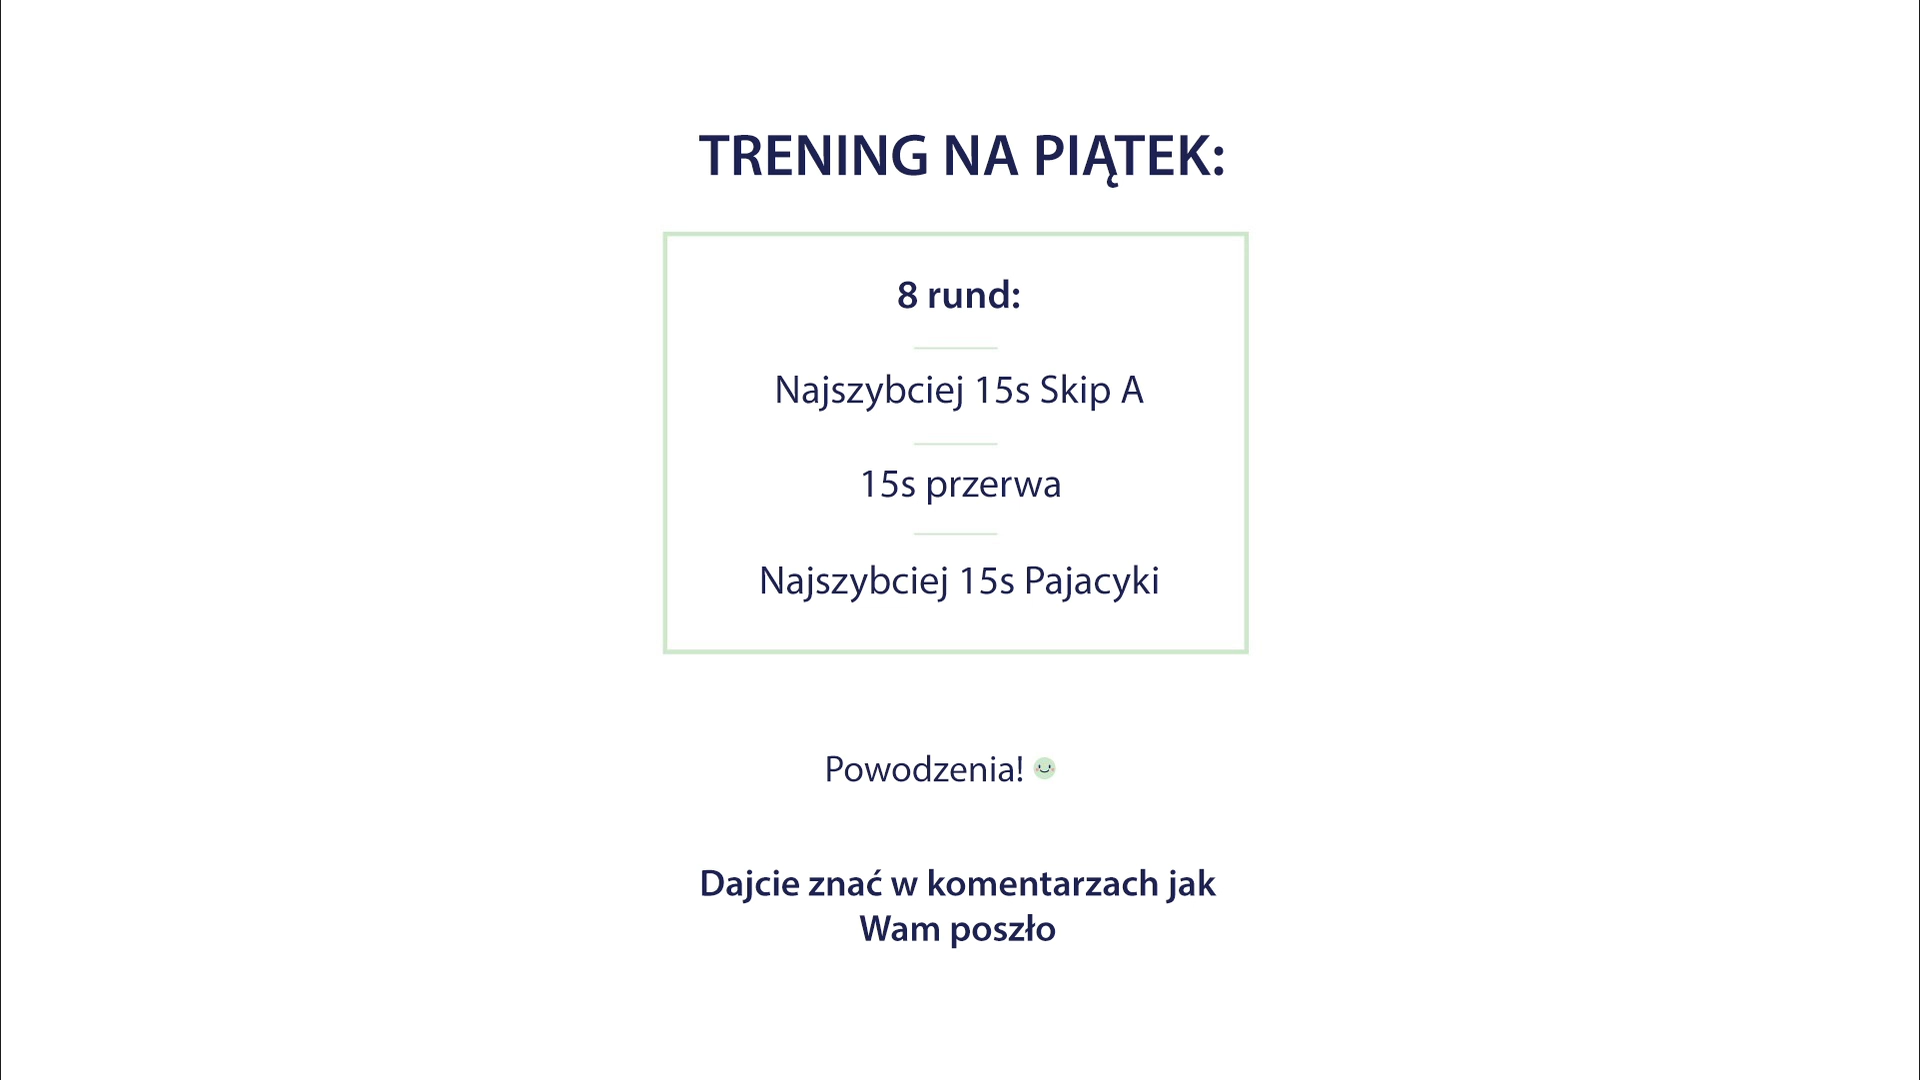 TRENING NA PIĄTEK:
8 rund:
Najszybciej 15s Skip A
15s przerwa
Najszybciej 15s Pajacyki
Powodzenia!
Dajcie znać w komentarzach jak
Wam poszło